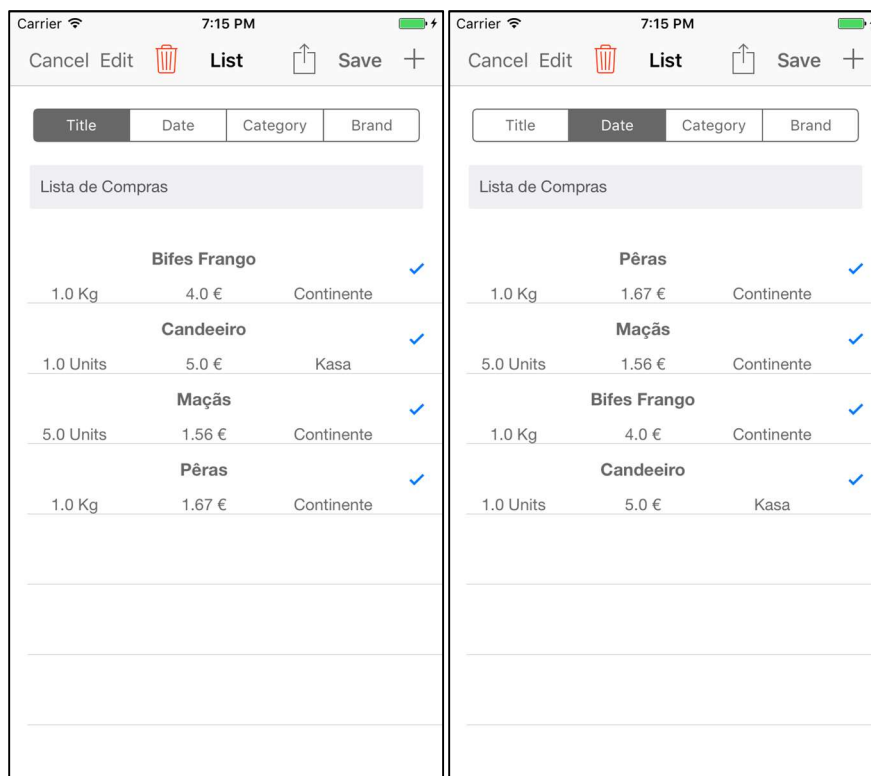 Carrier 7:15 PM
Cancel Edit List Save
Title Date Category Brand
Lista de Compras
Bifes Frango
1.0 Kg 4.0 € Continente
Candeeiro
1.0 Units 5.0 € Kasa
Maçãs
5.0 Units 1.56 € Continente
Pêras
1.0 Kg 1.67 € Continente
Carrier 7:15 PM
Cancel Edit List Save
Title Date Category Brand
Lista de Compras
Pêras
1.0 Kg 1.67 € Continente
Maçãs
5.0 Units 1.56 € Continente
Bifes Frango
1.0 Kg 4.0 € Continente
Candeeiro
1.0 Units 5.0 € Kasa